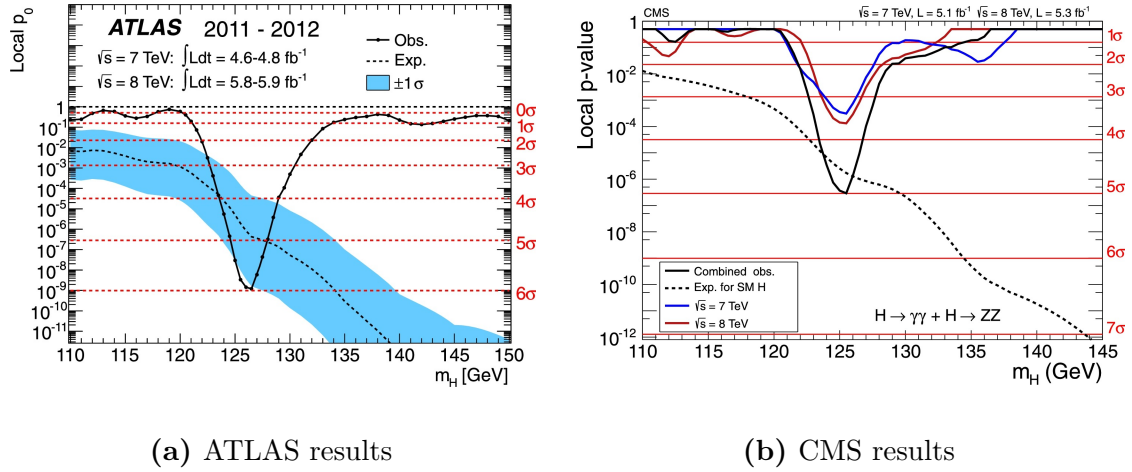 ATLAS 2011 - 2012
√s = 7 TeV: ∫Ldt = 4.6-4.8 fb⁻¹
√s = 8 TeV: ∫Ldt = 5.8-5.9 fb⁻¹
Obs.
Exp.
±1σ
Local p₀
1
10⁻¹
10⁻²
10⁻³
10⁻⁴
10⁻⁵
10⁻⁶
10⁻⁷
10⁻⁸
10⁻⁹
10⁻¹⁰
10⁻¹¹
0σ
1σ
2σ
3σ
4σ
5σ
6σ
110 115 120 125 130 135 140 145 150
m_H [GeV]
(a) ATLAS results
CMS √s = 7 TeV, L = 5.1 fb⁻¹ √s = 8 TeV, L = 5.3 fb⁻¹
Local p-value
1
10⁻²
10⁻⁴
10⁻⁶
10⁻⁸
10⁻¹⁰
10⁻¹²
1σ
2σ
3σ
4σ
5σ
6σ
7σ
Combined obs.
Exp. for SM H
√s = 7 TeV
√s = 8 TeV
H → γγ + H → ZZ
110 115 120 125 130 135 140 145
m_H (GeV)
(b) CMS results